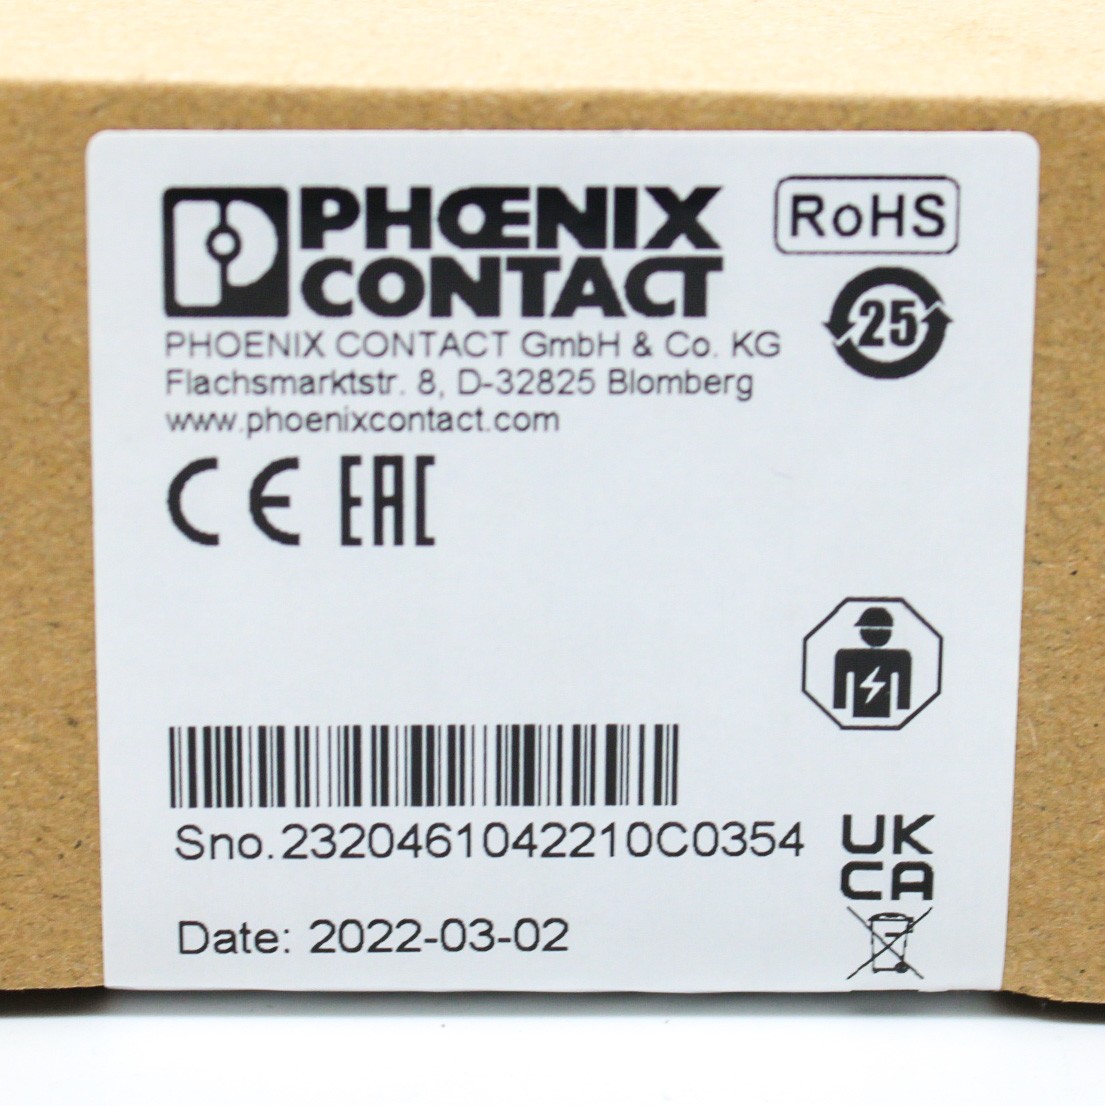 PHŒNIX
CONTACT
RoHS
25
PHOENIX CONTACT GmbH & Co. KG
Flachsmarktstr. 8, D-32825 Blomberg
www.phoenixcontact.com
CE EAC
Sno.2320461042210C0354
UK
CA
Date: 2022-03-02